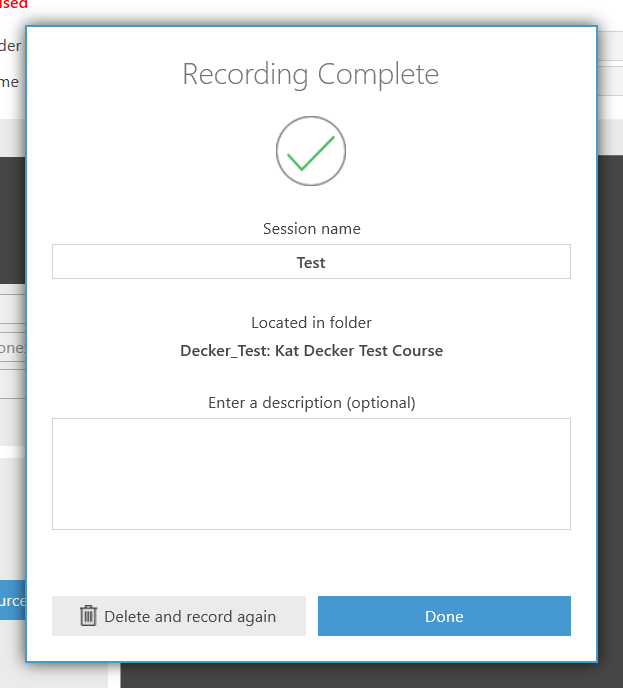 Recording Complete
Session name
Test
Located in folder
Decker_Test: Kat Decker Test Course
Enter a description (optional)
Delete and record again
Done